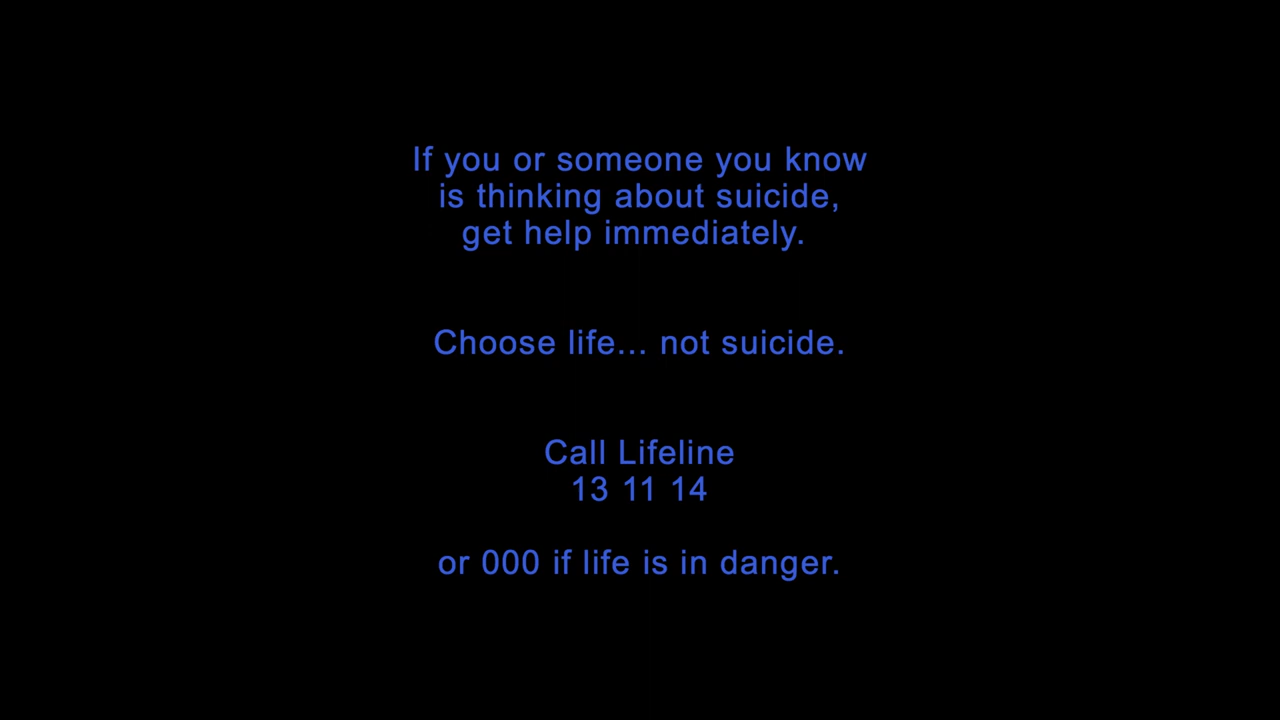 If you or someone you know
is thinking about suicide,
get help immediately.
Choose life... not suicide.
Call Lifeline
13 11 14
or 000 if life is in danger.